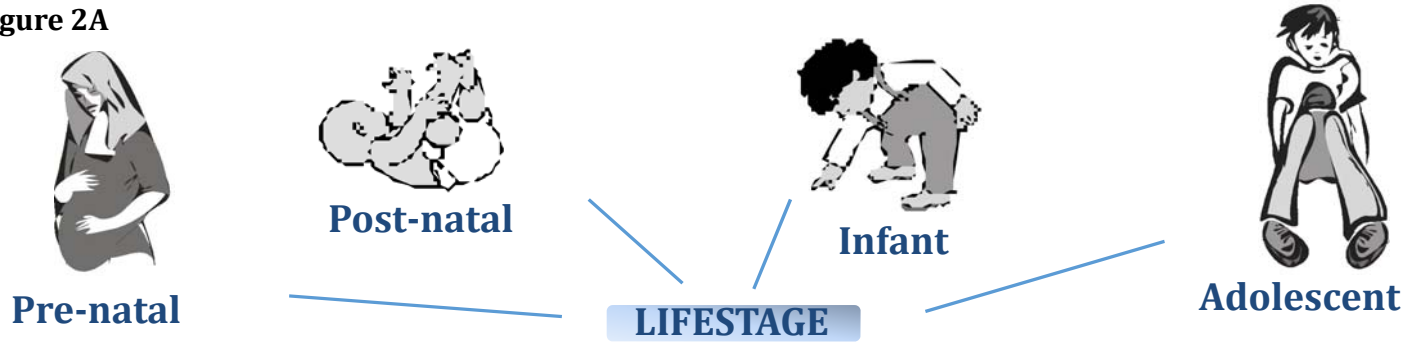 gure 2A
Post-natal
Infant
Adolescent
Pre-natal
LIFESTAGE